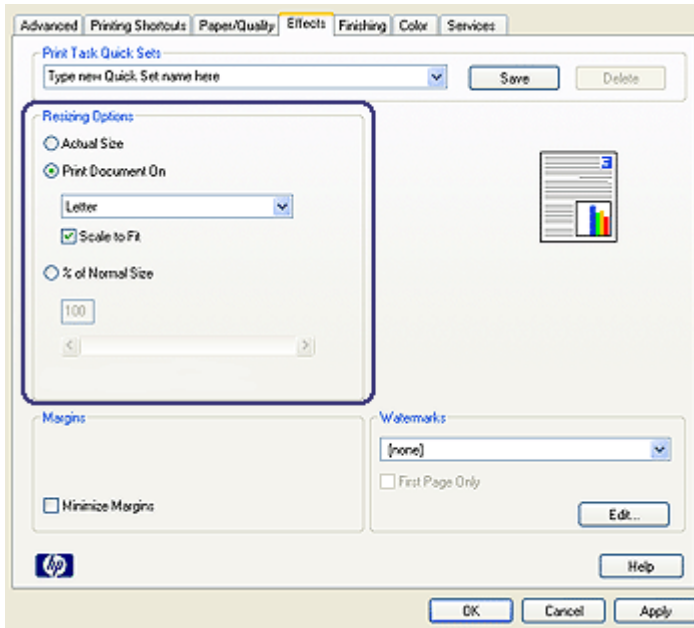 Advanced Printing Shortcuts Paper/Quality Effects Finishing Color Services
Print Task Quick Sets
Type new Quick Set name here Save Delete
Resizing Options
Actual Size
Print Document On
3
Letter
Scale to Fit
% of Normal Size
100
Margins Watermarks
(none)
First Page Only
Minimize Margins
Edit...
hp Help
OK Cancel Apply